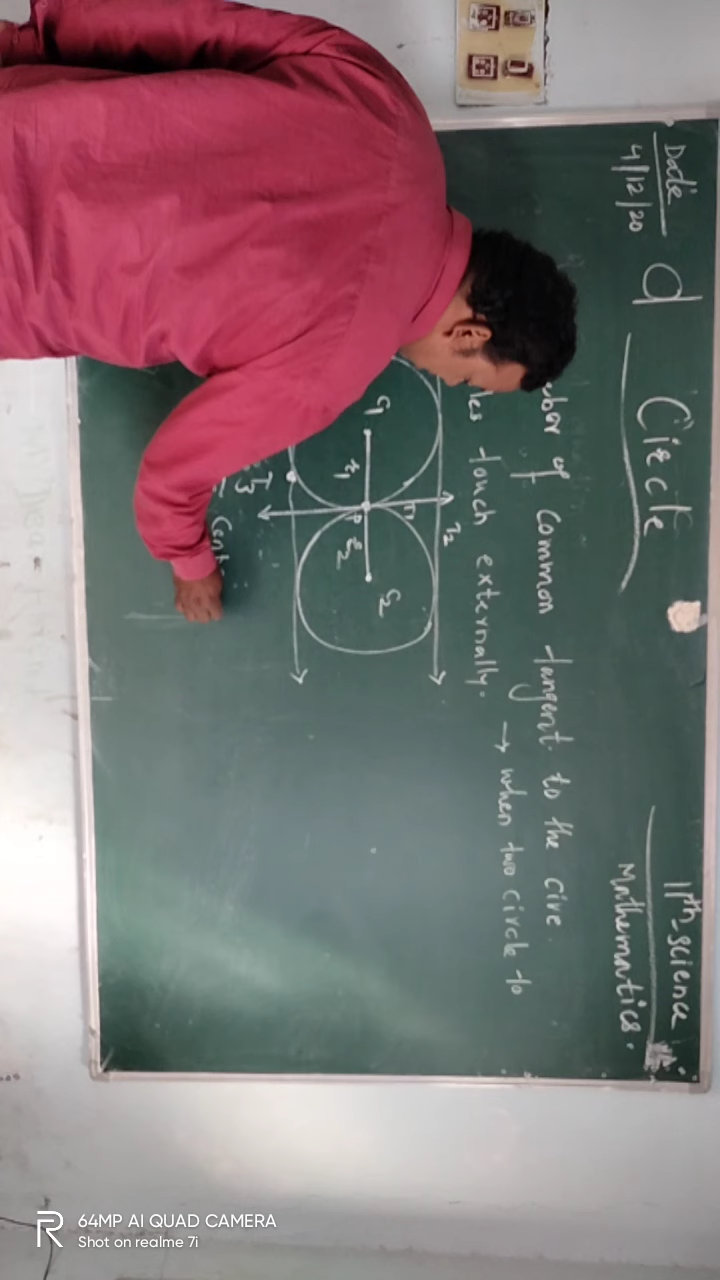 Date
4/12/20
Circle
11th-science
Mathematics.
of common tangent to the circ
touch externally. → when two circle to
T2
T1
C1
r1
P
r2
C2
T3
64MP AI QUAD CAMERA
Shot on realme 7i